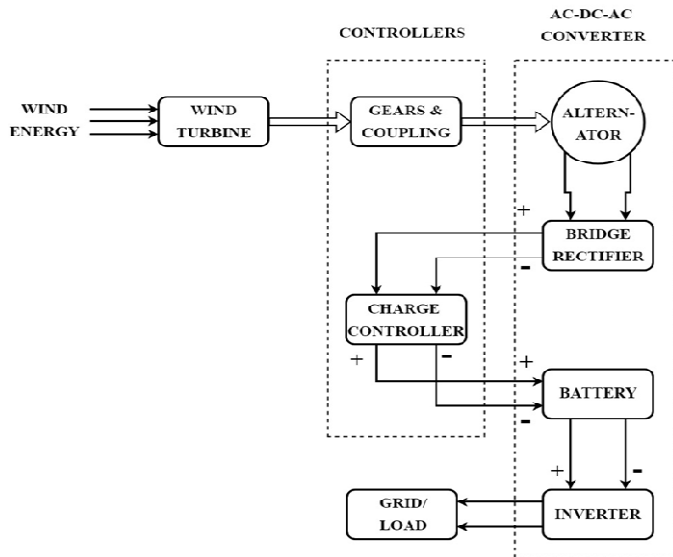 CONTROLLERS
AC-DC-AC
CONVERTER
WIND
ENERGY
WIND
TURBINE
GEARS &
COUPLING
ALTERN-
ATOR
+
-
BRIDGE
RECTIFIER
CHARGE
CONTROLLER
+
-
+
-
BATTERY
+
-
GRID/
LOAD
INVERTER